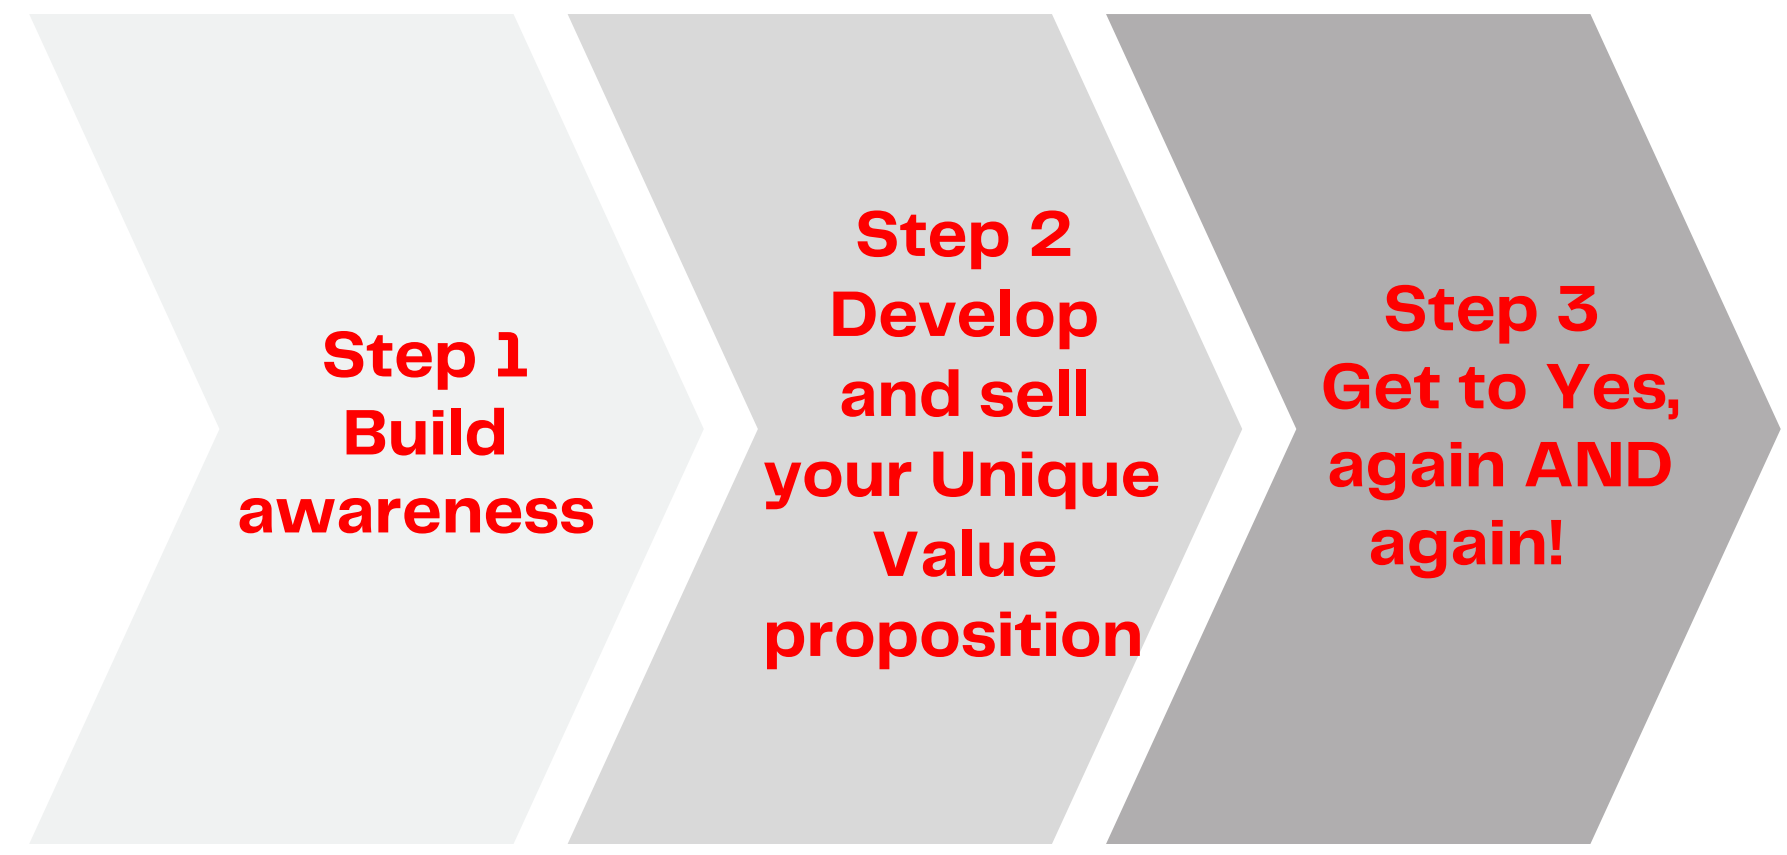 Step 1
Build
awareness
Step 2
Develop
and sell
your Unique
Value
proposition
Step 3
Get to Yes,
again AND
again!